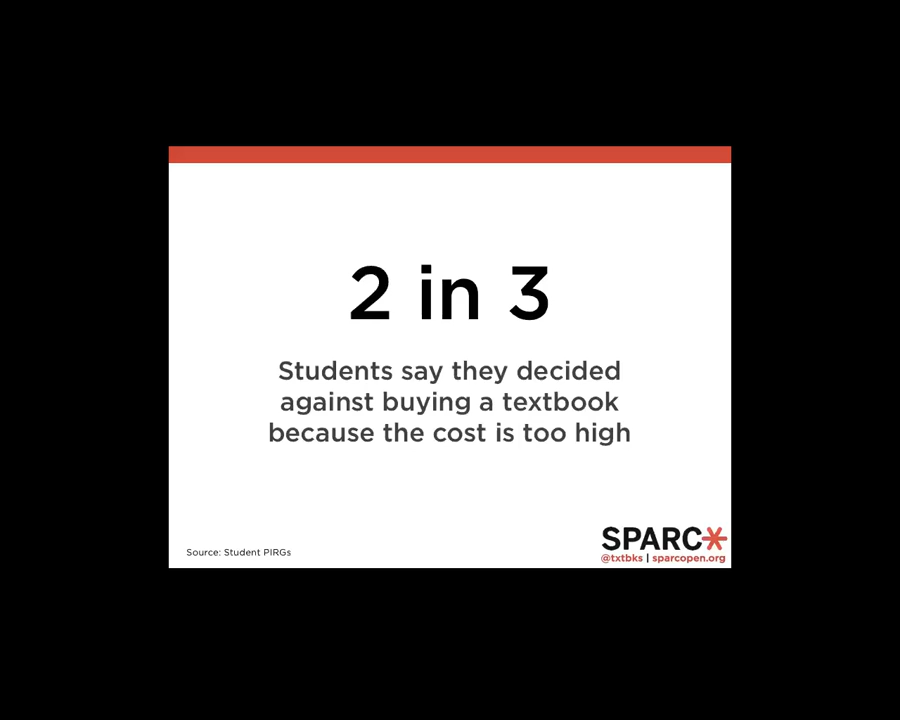 2 in 3
Students say they decided
against buying a textbook
because the cost is too high
Source: Student PIRGs
SPARC*
@txtbks | sparcopen.org